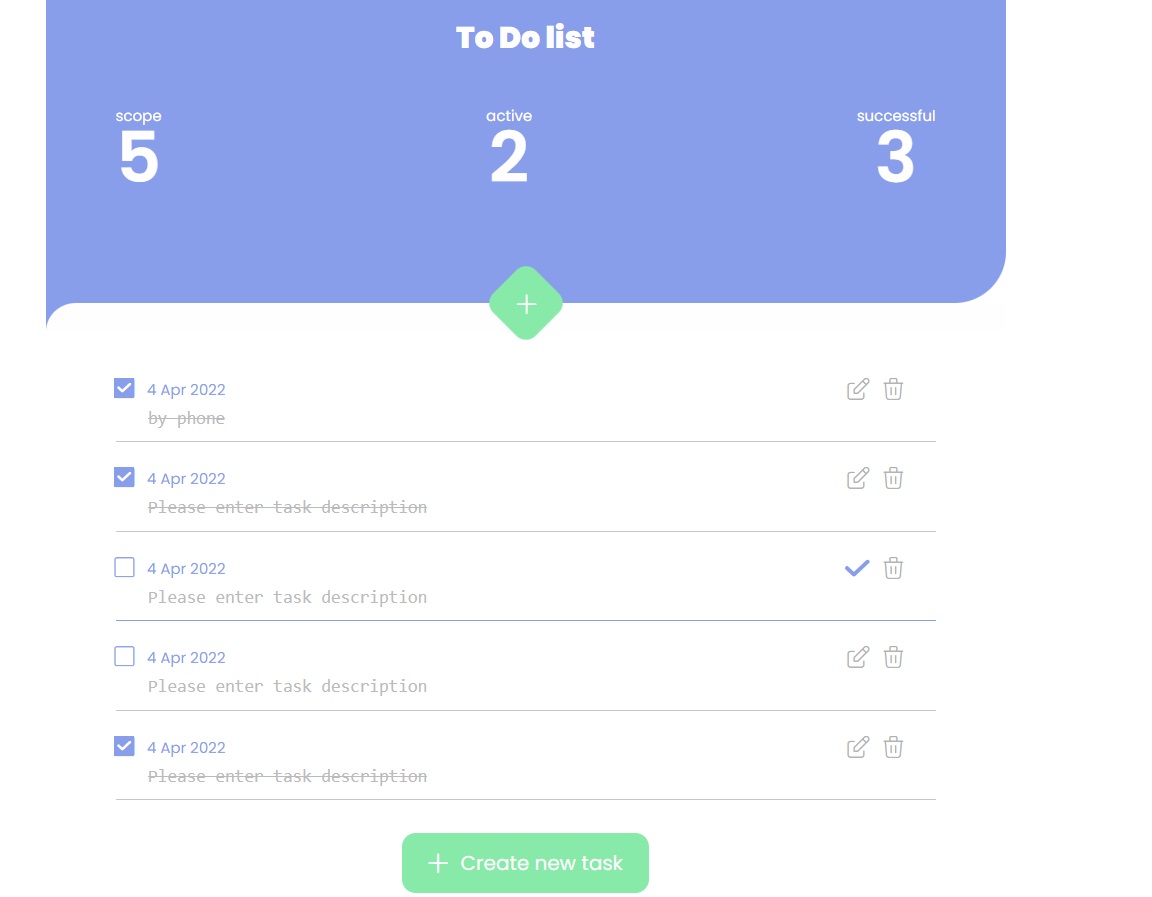 To Do list
scope active successful
5 2 3
4 Apr 2022
by phone
4 Apr 2022
Please enter task description
4 Apr 2022
Please enter task description
4 Apr 2022
Please enter task description
4 Apr 2022
Please enter task description
Create new task